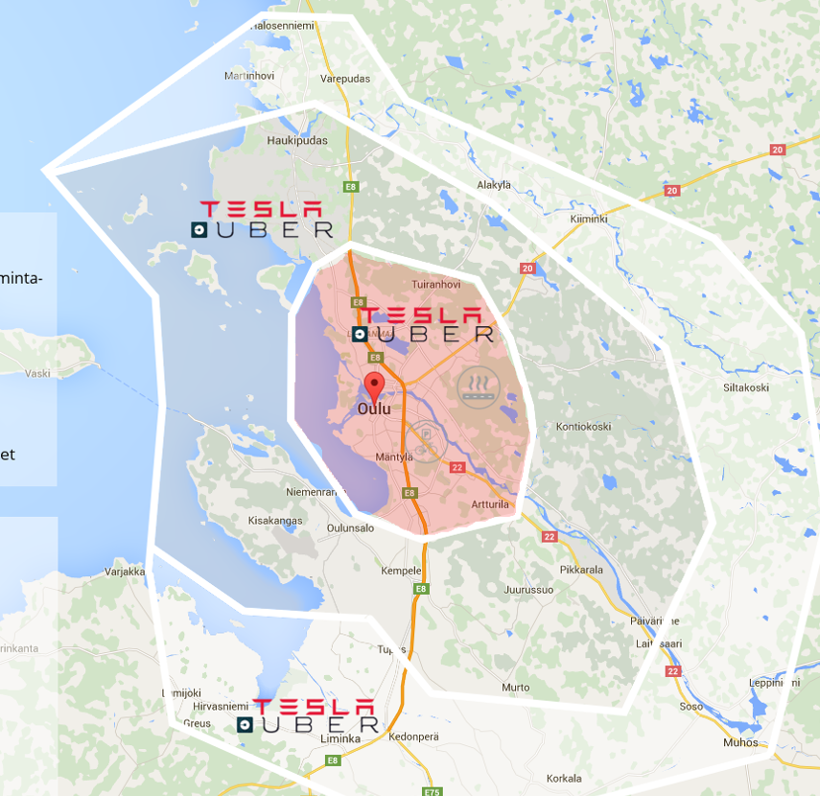 Halosenniemi
Martinhovi
Varepudas
Haukipudas
20
E8
Alakylä
20
TESLA
UBER
Kiiminki
minta-
20
Tuiranhovi
E8
TESLA
UBER
E8
Vaski
Oulu
Siltakoski
P
Kontiokoski
et
Mäntylä
22
Niemenranta
E8
Artturila
Kisakangas
Oulunsalo
22
Varjakka
Kempele
Pikkarala
E8
Juurussuo
Päivärinne
Laitasaari
rinkanta
Tupos
22
Leppiniemi
Lumijoki
Murto
Hirvasniemi
TESLA
UBER
Soso
Greus
Liminka
Kedonperä
Muhos
E8
Korkala
E75